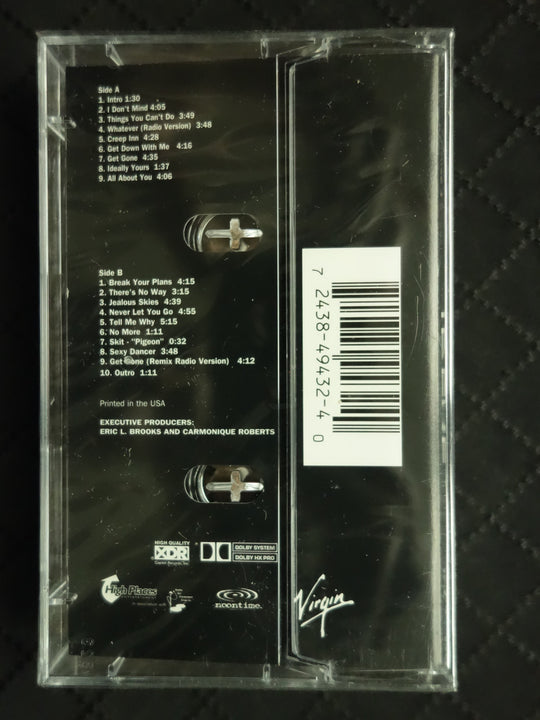 Side A
1. Intro 1:30
2. I Don't Mind 4:05
3. Things You Can't Do 3:49
4. Whatever (Radio Version) 3:48
5. Creep Inn 4:28
6. Get Down With Me 4:16
7. Get Gone 4:35
8. Ideally Yours 1:37
9. All About You 4:06
Side B
1. Break Your Plans 4:15
2. There's No Way 3:15
3. Jealous Skies 4:39
4. Never Let You Go 4:55
5. Tell Me Why 5:15
6. No More 1:11
7. Skit - "Pigeon" 0:32
8. Sexy Dancer 3:48
9. Get Gone (Remix Radio Version) 4:12
10. Outro 1:11
Printed in the USA
EXECUTIVE PRODUCERS:
ERIC L. BROOKS AND CARMONIQUE ROBERTS
HIGH QUALITY
XDR
Capitol Records, Inc.
DOLBY SYSTEM
DOLBY HX PRO
High Places
ENTERTAINMENT
in association with
noontime.
Virgin
7 2438-49432-4 0